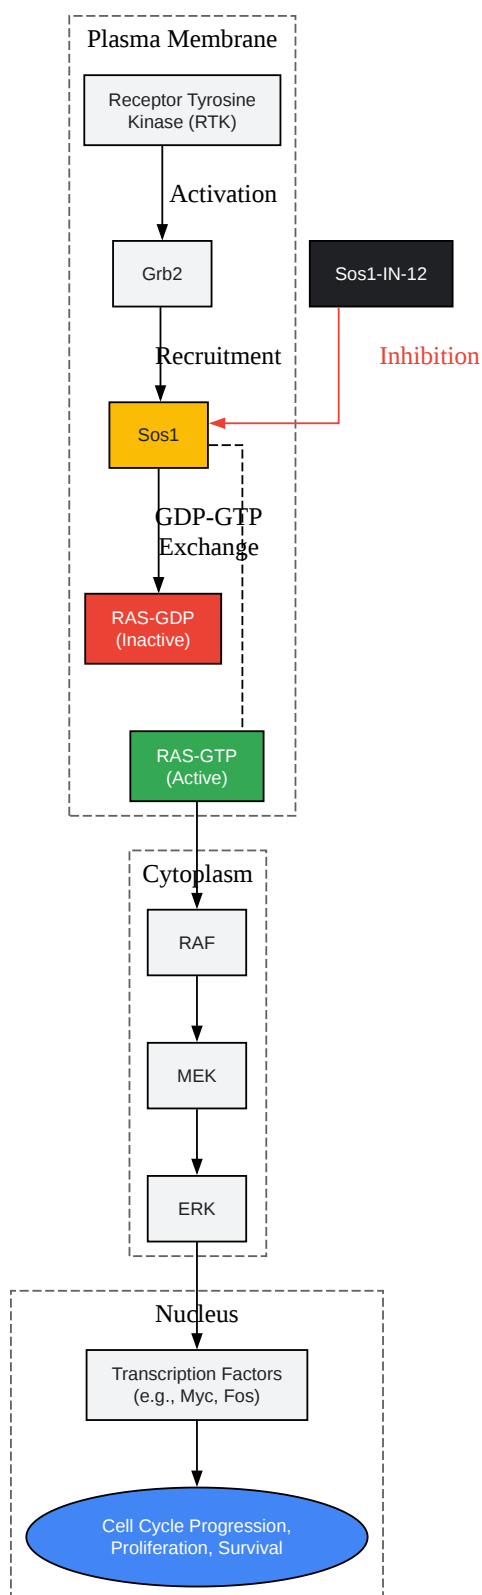 Plasma Membrane
Receptor Tyrosine
Kinase (RTK)
Activation
Grb2
Sos1-IN-12
Recruitment
Inhibition
Sos1
GDP-GTP
Exchange
RAS-GDP
(Inactive)
RAS-GTP
(Active)
Cytoplasm
RAF
MEK
ERK
Nucleus
Transcription Factors
(e.g., Myc, Fos)
Cell Cycle Progression,
Proliferation, Survival